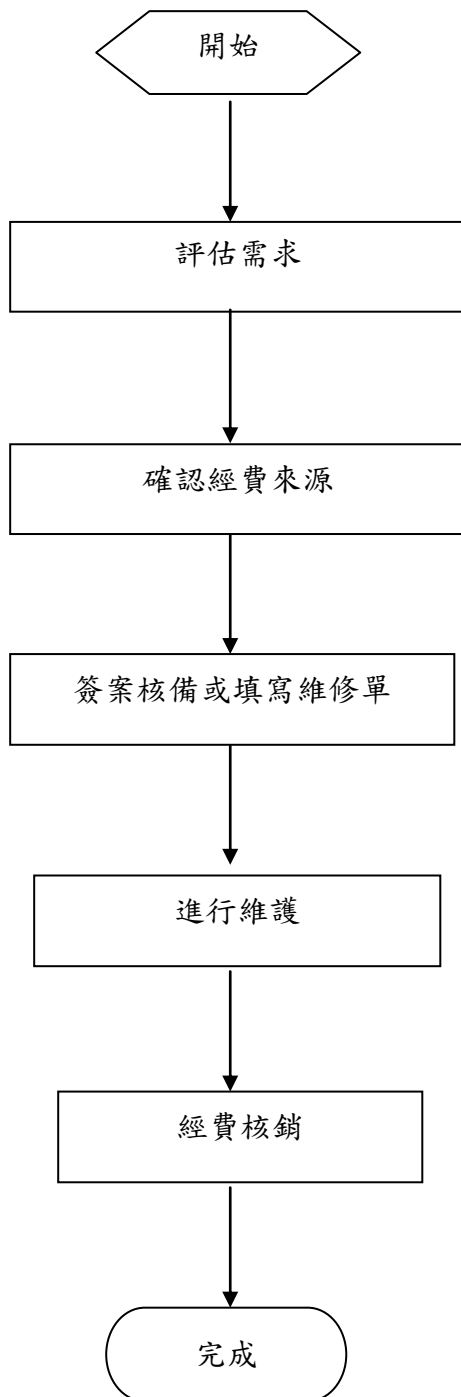 開始
評估需求
確認經費來源
簽案核備或填寫維修單
進行維護
經費核銷
完成